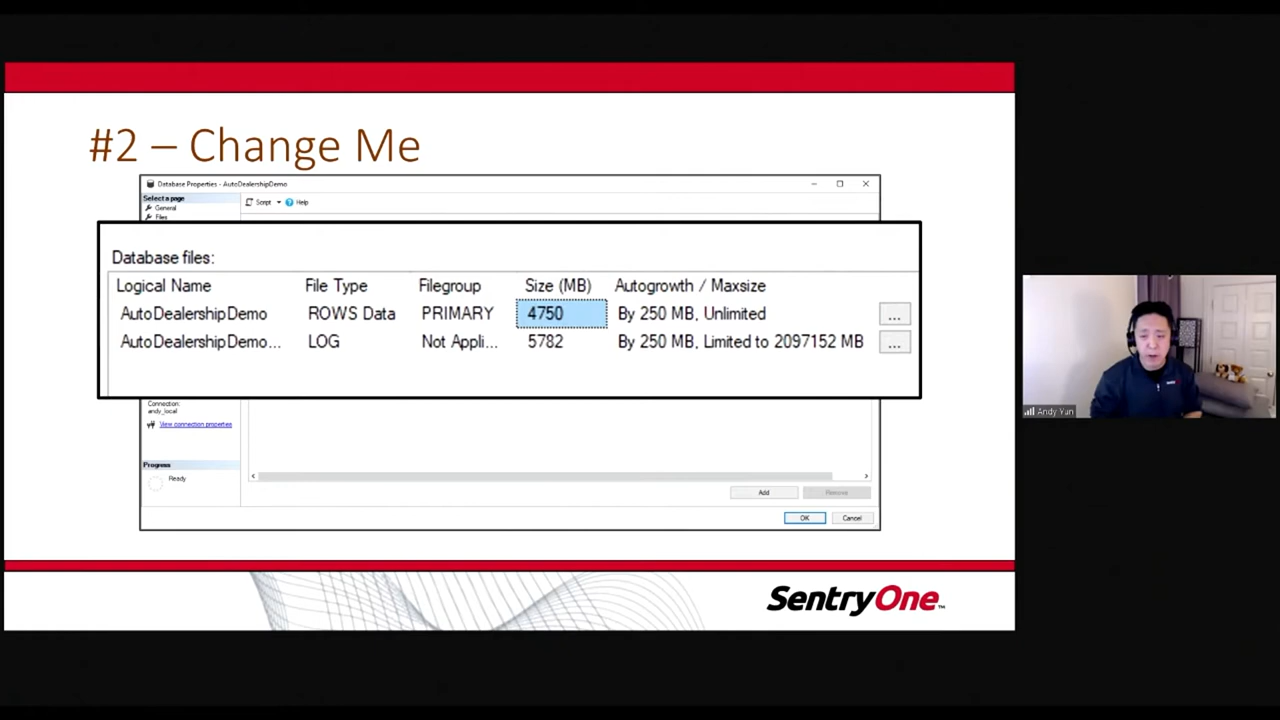 #2 – Change Me
Database Properties - AutoDealershipDemo
Select a page
General
Files
Script
Help
Database files:
Logical Name File Type Filegroup Size (MB) Autogrowth / Maxsize
AutoDealershipDemo ROWS Data PRIMARY 4750 By 250 MB, Unlimited ...
AutoDealershipDemo... LOG Not Appli... 5782 By 250 MB, Limited to 2097152 MB ...
Connection:
andy_local
View connection properties
Progress
Ready
Add Remove
OK Cancel
SentryOne™
Andy Yun